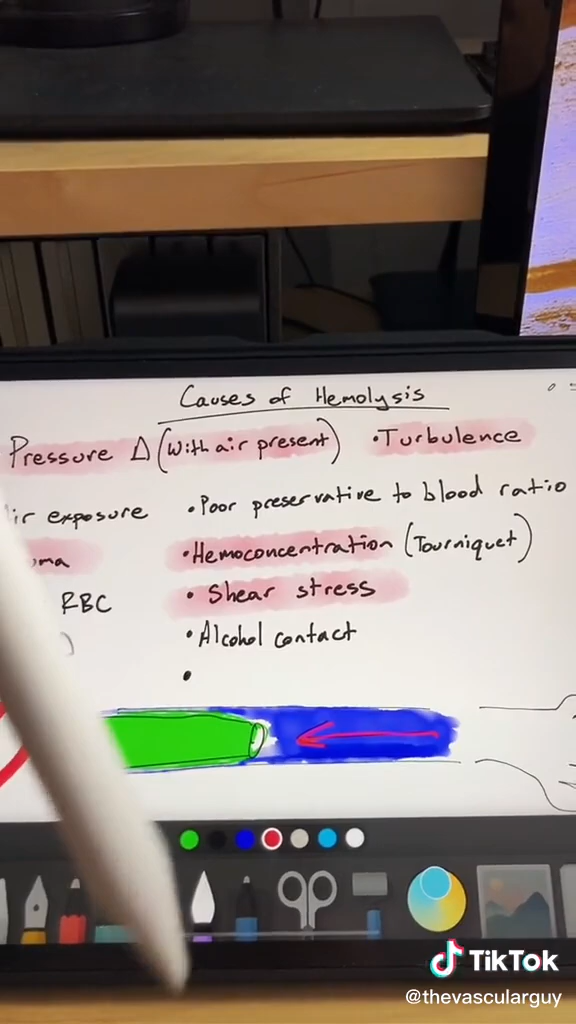 Causes of Hemolysis
Pressure Δ (with air present)
•Turbulence
ir exposure
•Poor preservative to blood ratio
uma
•Hemoconcentration (Tourniquet)
RBC
• Shear stress
)
•Alcohol contact
•
TikTok
@thevascularguy